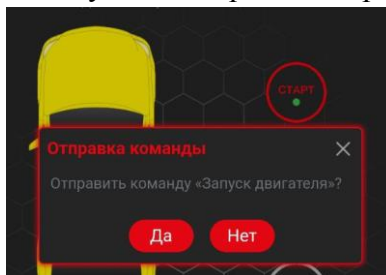 СТАРТ
Отправка команды
Отправить команду «Запуск двигателя»?
Да Нет